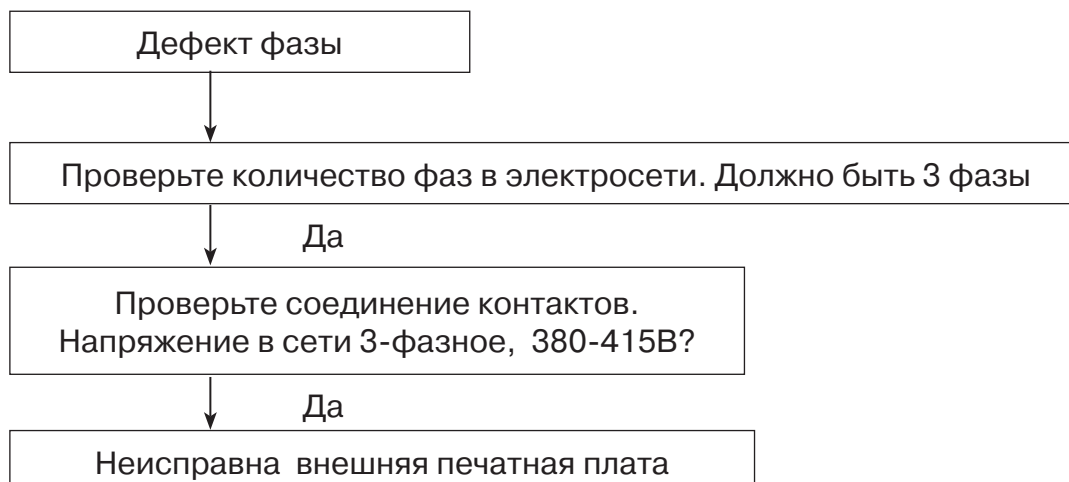 Дефект фазы
Проверьте количество фаз в электросети. Должно быть 3 фазы
Да
Проверьте соединение контактов.
Напряжение в сети 3-фазное, 380-415В?
Да
Неисправна внешняя печатная плата